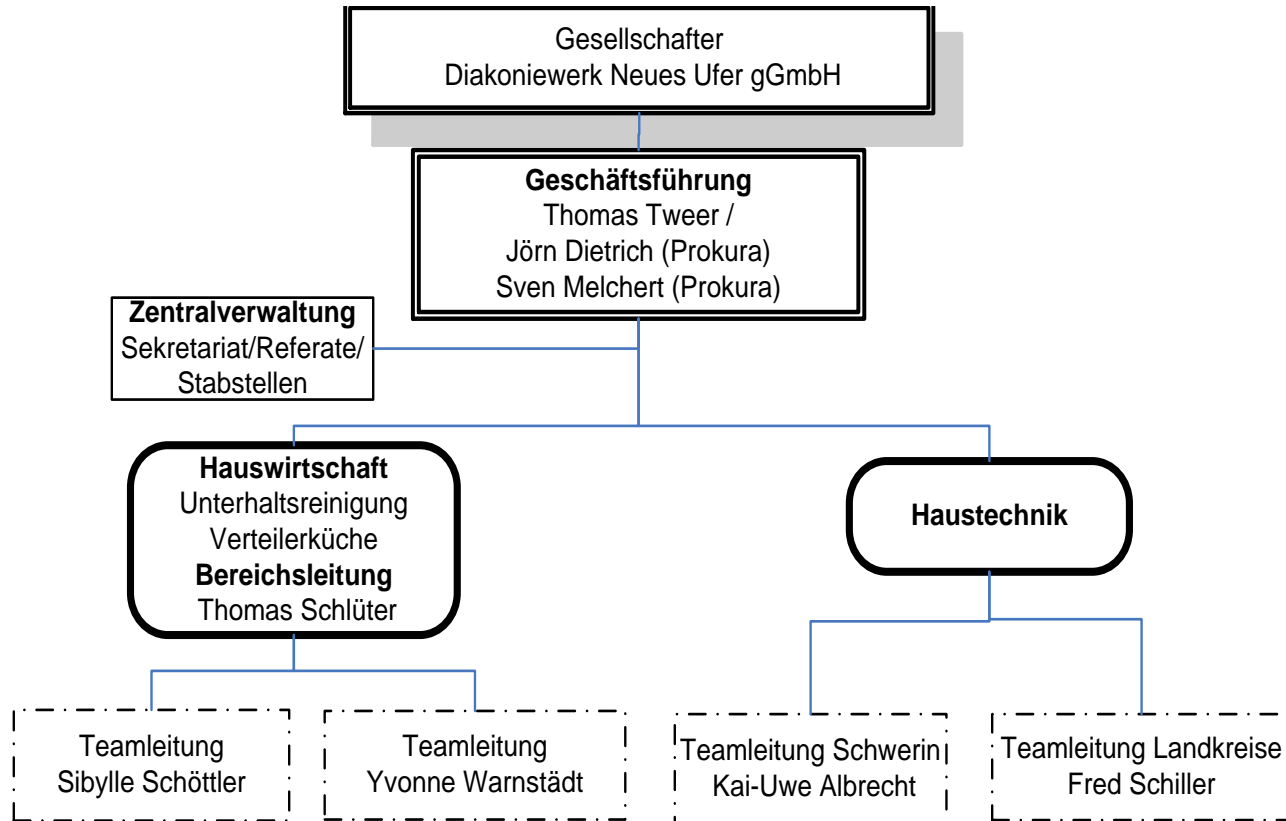 Gesellschafter
Diakoniewerk Neues Ufer gGmbH
Geschäftsführung
Thomas Tweer /
Jörn Dietrich (Prokura)
Sven Melchert (Prokura)
Zentralverwaltung
Sekretariat/Referate/
Stabstellen
Hauswirtschaft
Unterhaltsreinigung
Verteilerküche
Bereichsleitung
Thomas Schlüter
Haustechnik
Teamleitung
Sibylle Schöttler
Teamleitung
Yvonne Warnstädt
Teamleitung Schwerin
Kai-Uwe Albrecht
Teamleitung Landkreise
Fred Schiller